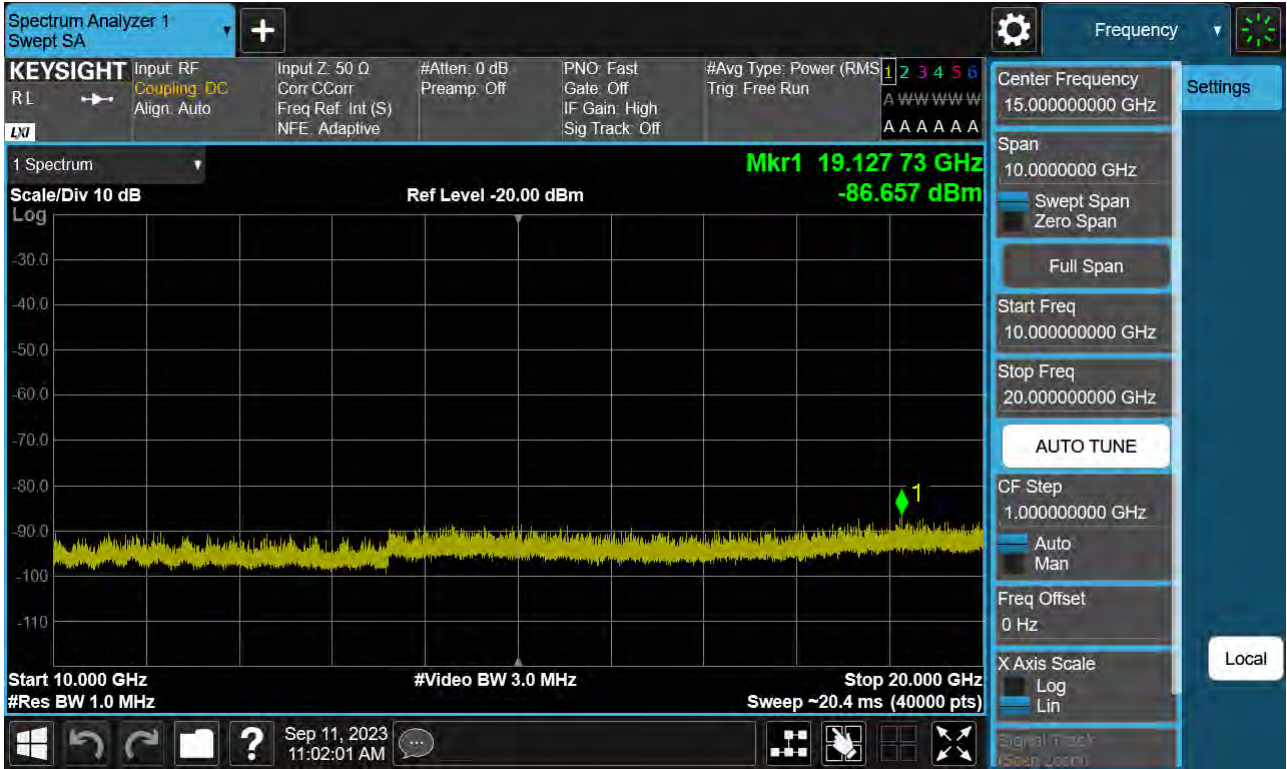 Spectrum Analyzer 1
Swept SA
Frequency
KEYSIGHT
R L
LXI
Input: RF
Coupling: DC
Align: Auto
Input Z: 50 Ω
Corr CCorr
Freq Ref: Int (S)
NFE: Adaptive
#Atten: 0 dB
Preamp: Off
PNO: Fast
Gate: Off
IF Gain: High
Sig Track: Off
#Avg Type: Power (RMS
Trig: Free Run
1 2 3 4 5 6
A W W W W W
A A A A A A
1 Spectrum
Scale/Div 10 dB
Log
Ref Level -20.00 dBm
Mkr1 19.127 73 GHz
-86.657 dBm
-30.0
-40.0
-50.0
-60.0
-70.0
-80.0
-90.0
-100
-110
1
Start 10.000 GHz
#Res BW 1.0 MHz
#Video BW 3.0 MHz
Stop 20.000 GHz
Sweep ~20.4 ms (40000 pts)
Center Frequency
15.000000000 GHz
Span
10.0000000 GHz
Swept Span
Zero Span
Full Span
Start Freq
10.000000000 GHz
Stop Freq
20.000000000 GHz
AUTO TUNE
CF Step
1.000000000 GHz
Auto
Man
Freq Offset
0 Hz
X Axis Scale
Log
Lin
Signal Track
(Span Zoom)
Settings
Local
?
Sep 11, 2023
11:02:01 AM